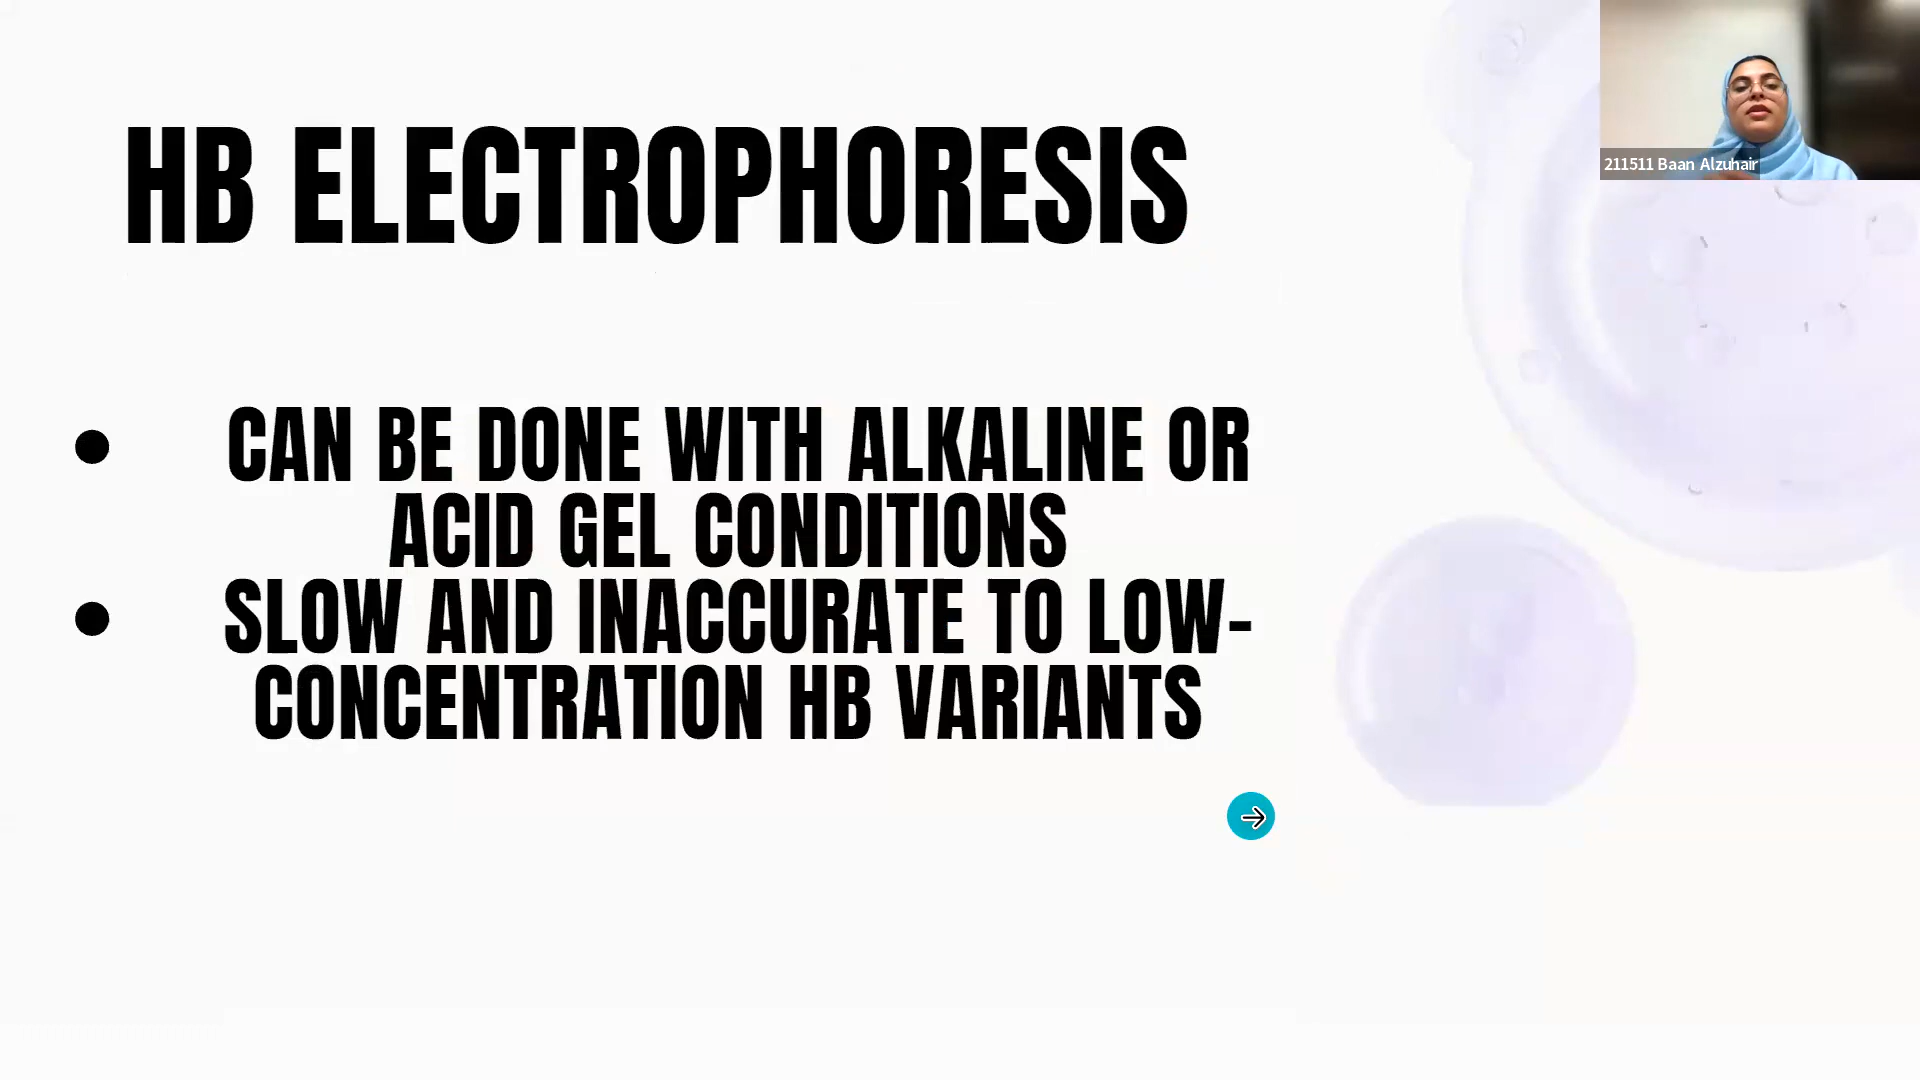 HB ELECTROPHORESIS
211511 Baan Alzuhair
● CAN BE DONE WITH ALKALINE OR
ACID GEL CONDITIONS
● SLOW AND INACCURATE TO LOW-
CONCENTRATION HB VARIANTS